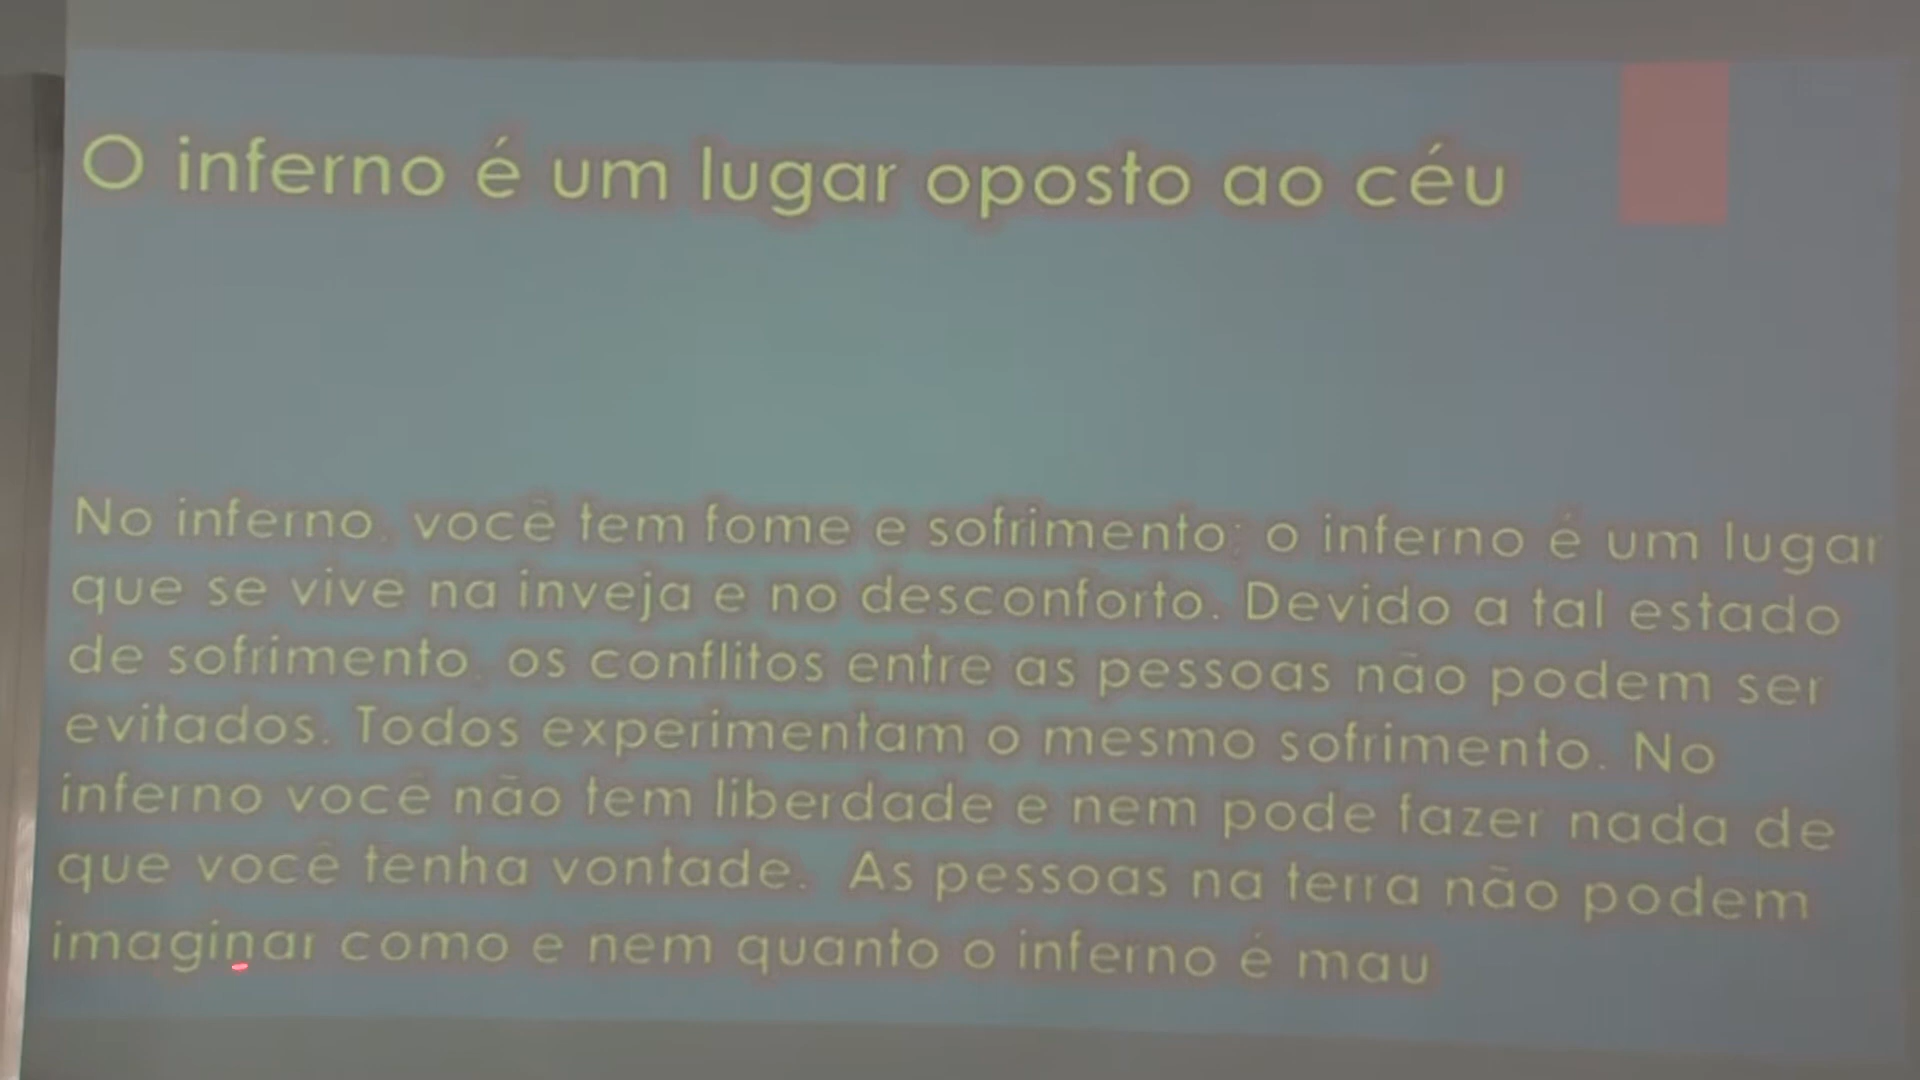 O inferno é um lugar oposto ao céu
No inferno, você tem fome e sofrimento; o inferno é um lugar
que se vive na inveja e no desconforto. Devido a tal estado
de sofrimento, os conflitos entre as pessoas não podem ser
evitados. Todos experimentam o mesmo sofrimento. No
inferno você não tem liberdade e nem pode fazer nada de
que você tenha vontade. As pessoas na terra não podem
imaginar como e nem quanto o inferno é mau